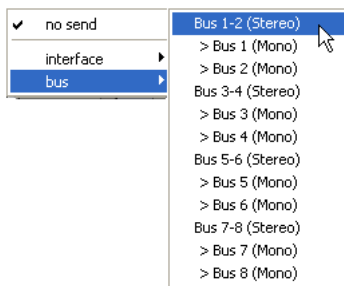 no send
interface
bus
Bus 1-2 (Stereo)
> Bus 1 (Mono)
> Bus 2 (Mono)
Bus 3-4 (Stereo)
> Bus 3 (Mono)
> Bus 4 (Mono)
Bus 5-6 (Stereo)
> Bus 5 (Mono)
> Bus 6 (Mono)
Bus 7-8 (Stereo)
> Bus 7 (Mono)
> Bus 8 (Mono)